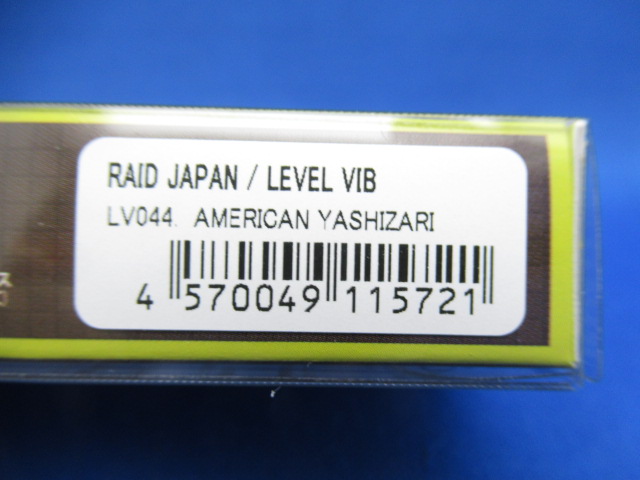 RAID JAPAN / LEVEL VIB
LV044. AMERICAN YASHIZARI
4 570049 115721